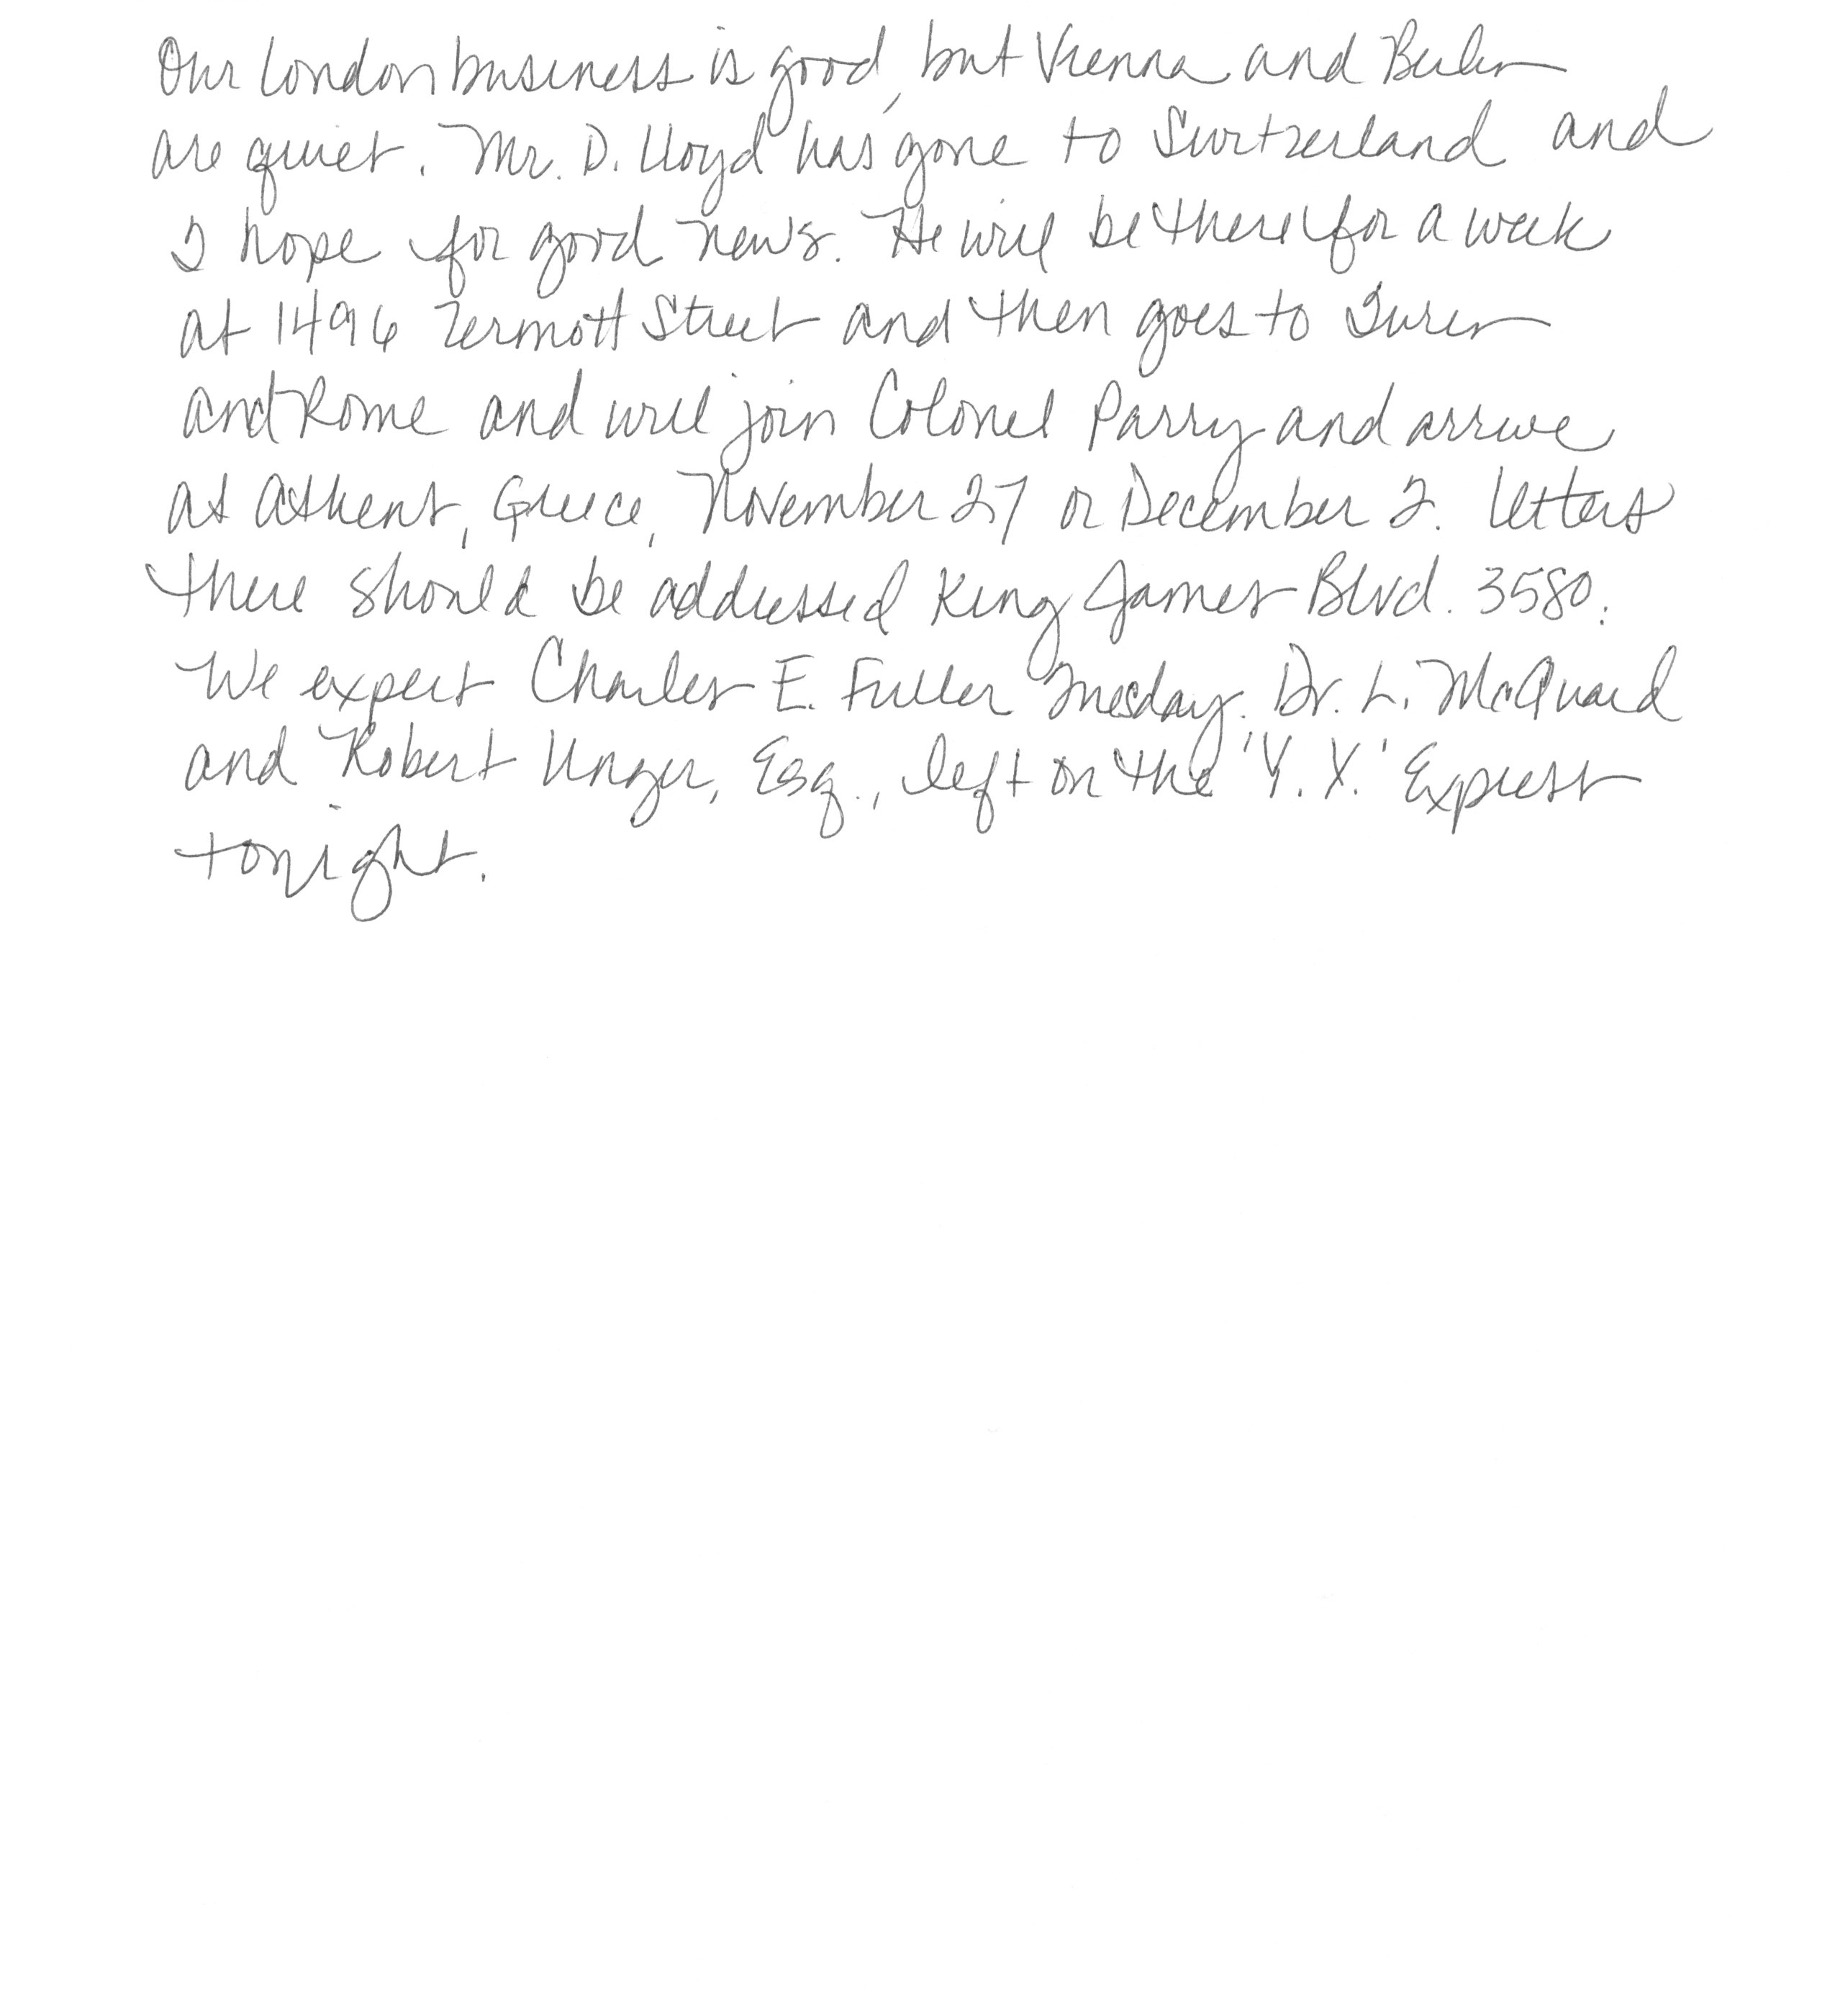 Our London business is good, but Vienna and Berlin
are quiet. Mr. D. Lloyd has gone to Switzerland and
I hope for good news. He will be there for a week
at 1496 Zermott Street and then goes to Turin
and Rome and will join Colonel Parry and arrive
at Athens, Greece, November 27 or December 2. Letters
there should be addressed King James Blvd. 3580.
We expect Charles E. Fuller Tuesday. Dr. L. McQuaid
and Robert Unger, Esq., left on the 'Y. X.' Express
tonight.